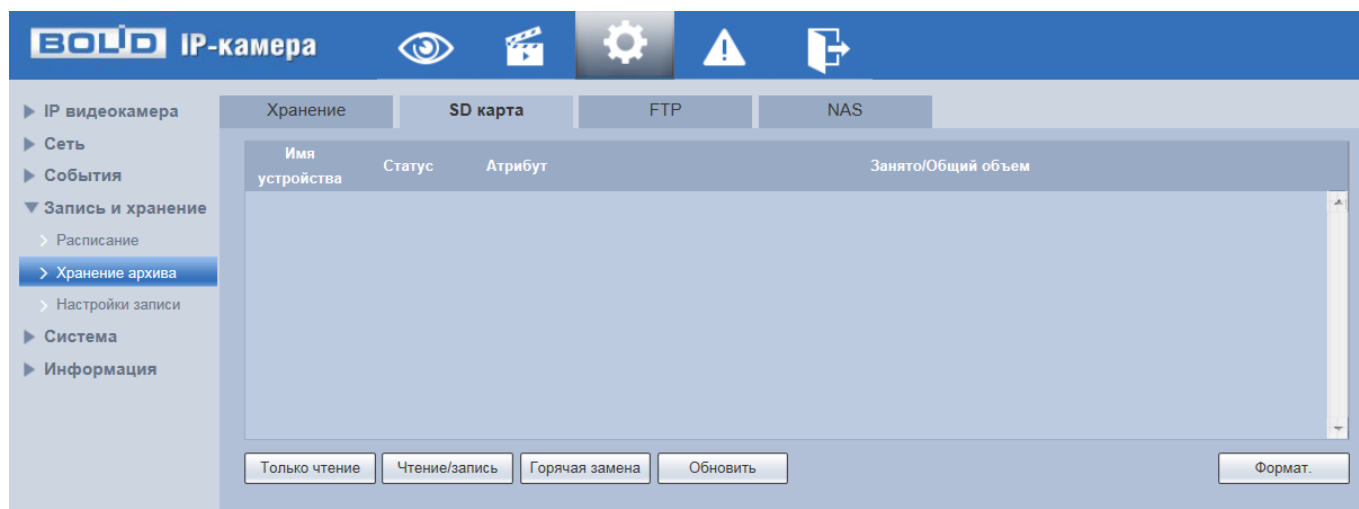 BOLID IP-камера
IP видеокамера
Сеть
События
Запись и хранение
Расписание
Хранение архива
Настройки записи
Система
Информация
Хранение SD карта FTP NAS
Имя устройства Статус Атрибут Занято/Общий объем
Только чтение Чтение/запись Горячая замена Обновить Формат.